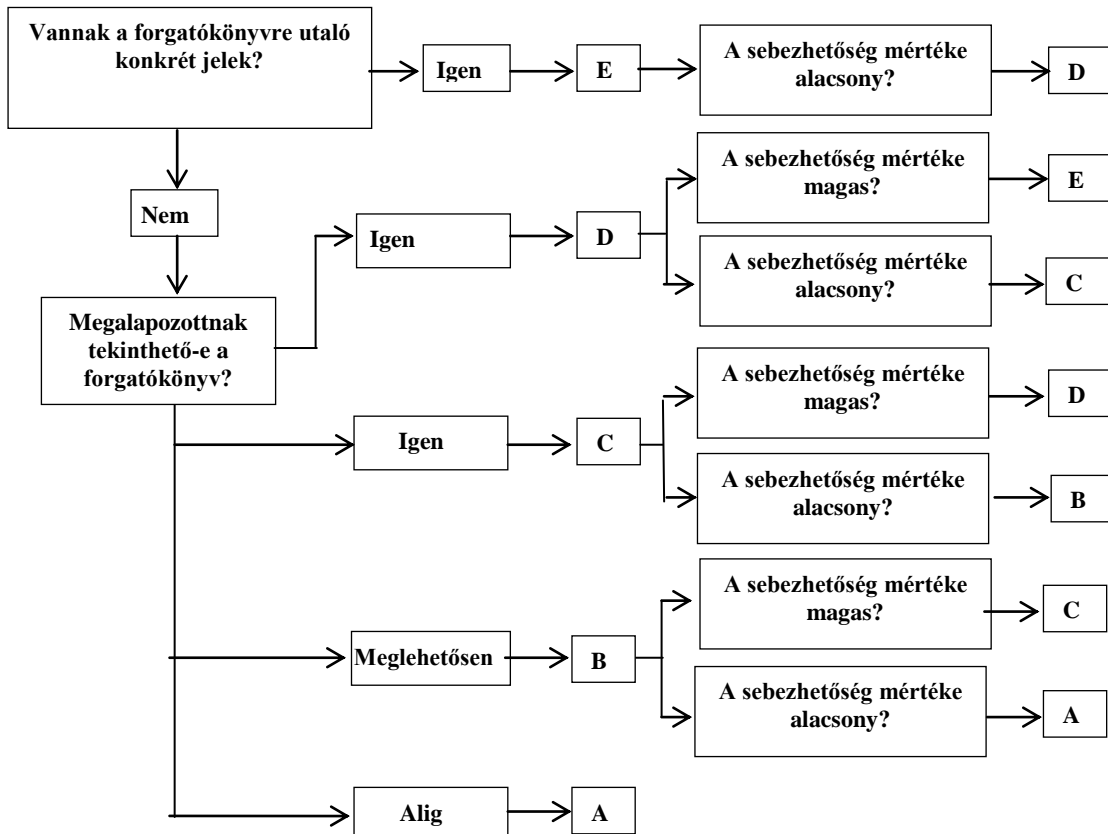 Vannak a forgatókönyvre utaló
konkrét jelek?
Igen
E
A sebezhetőség mértéke
alacsony?
D
Nem
Igen
D
A sebezhetőség mértéke
magas?
E
A sebezhetőség mértéke
alacsony?
C
Megalapozottnak
tekinthető-e a
forgatókönyv?
Igen
C
A sebezhetőség mértéke
magas?
D
A sebezhetőség mértéke
alacsony?
B
Meglehetősen
B
A sebezhetőség mértéke
magas?
C
A sebezhetőség mértéke
alacsony?
A
Alig
A